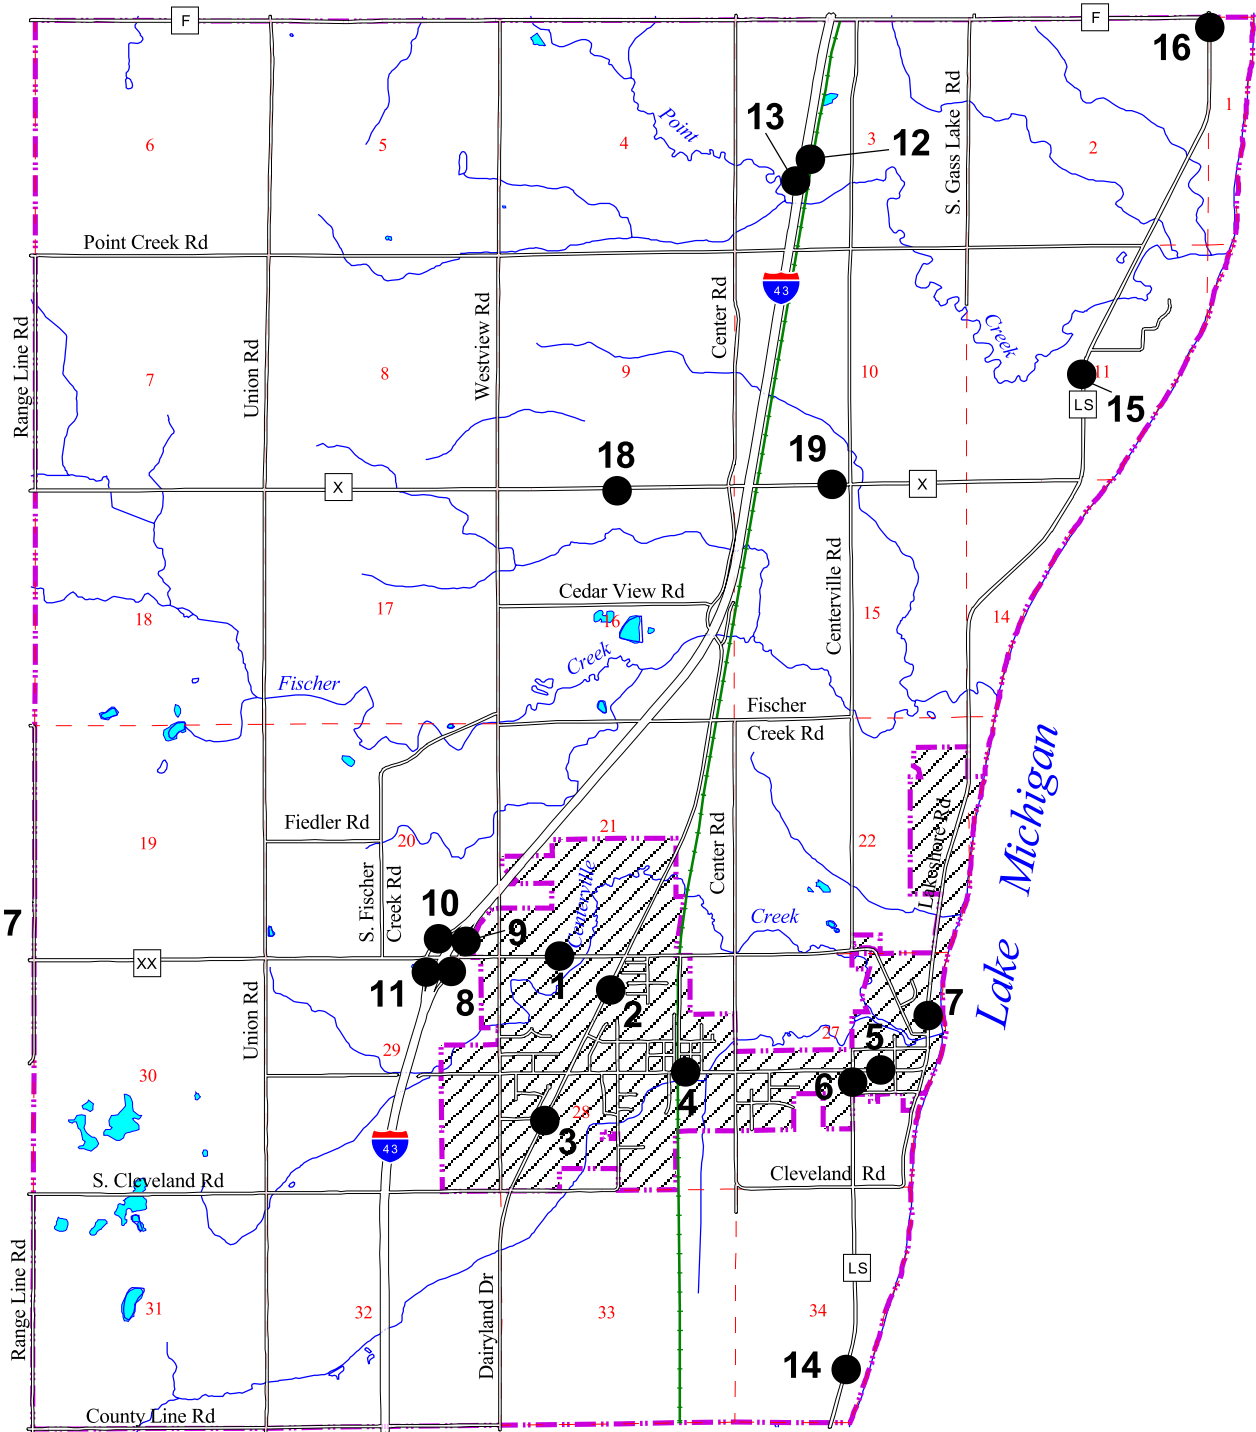 F
F
16
1
13
12
Point
3
S. Gass Lake Rd
6
5
4
2
Point Creek Rd
43
Center Rd
Westview Rd
Union Rd
Range Line Rd
Creek
7
8
9
10
11
LS
15
18
19
X
X
Cedar View Rd
Centerville Rd
18
17
16
15
14
Creek
Fischer
Fischer
Creek Rd
Lake Michigan
Fiedler Rd
19
20
21
22
Center Rd
Lakeshore Rd
S. Fischer
Creek Rd
Centerville
Creek
7
10
9
XX
11
8
1
2
7
Union Rd
29
27
5
30
6
4
28
3
43
S. Cleveland Rd
Cleveland Rd
LS
Range Line Rd
31
32
33
34
Dairyland Dr
14
County Line Rd